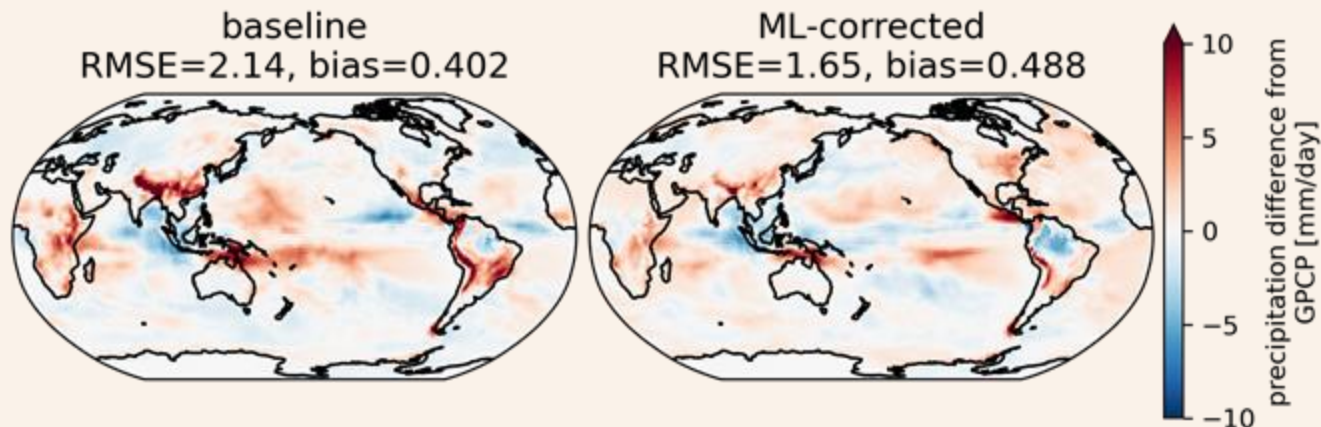 baseline
RMSE=2.14, bias=0.402
ML-corrected
RMSE=1.65, bias=0.488
10
5
0
−5
−10
precipitation difference from
GPCP [mm/day]